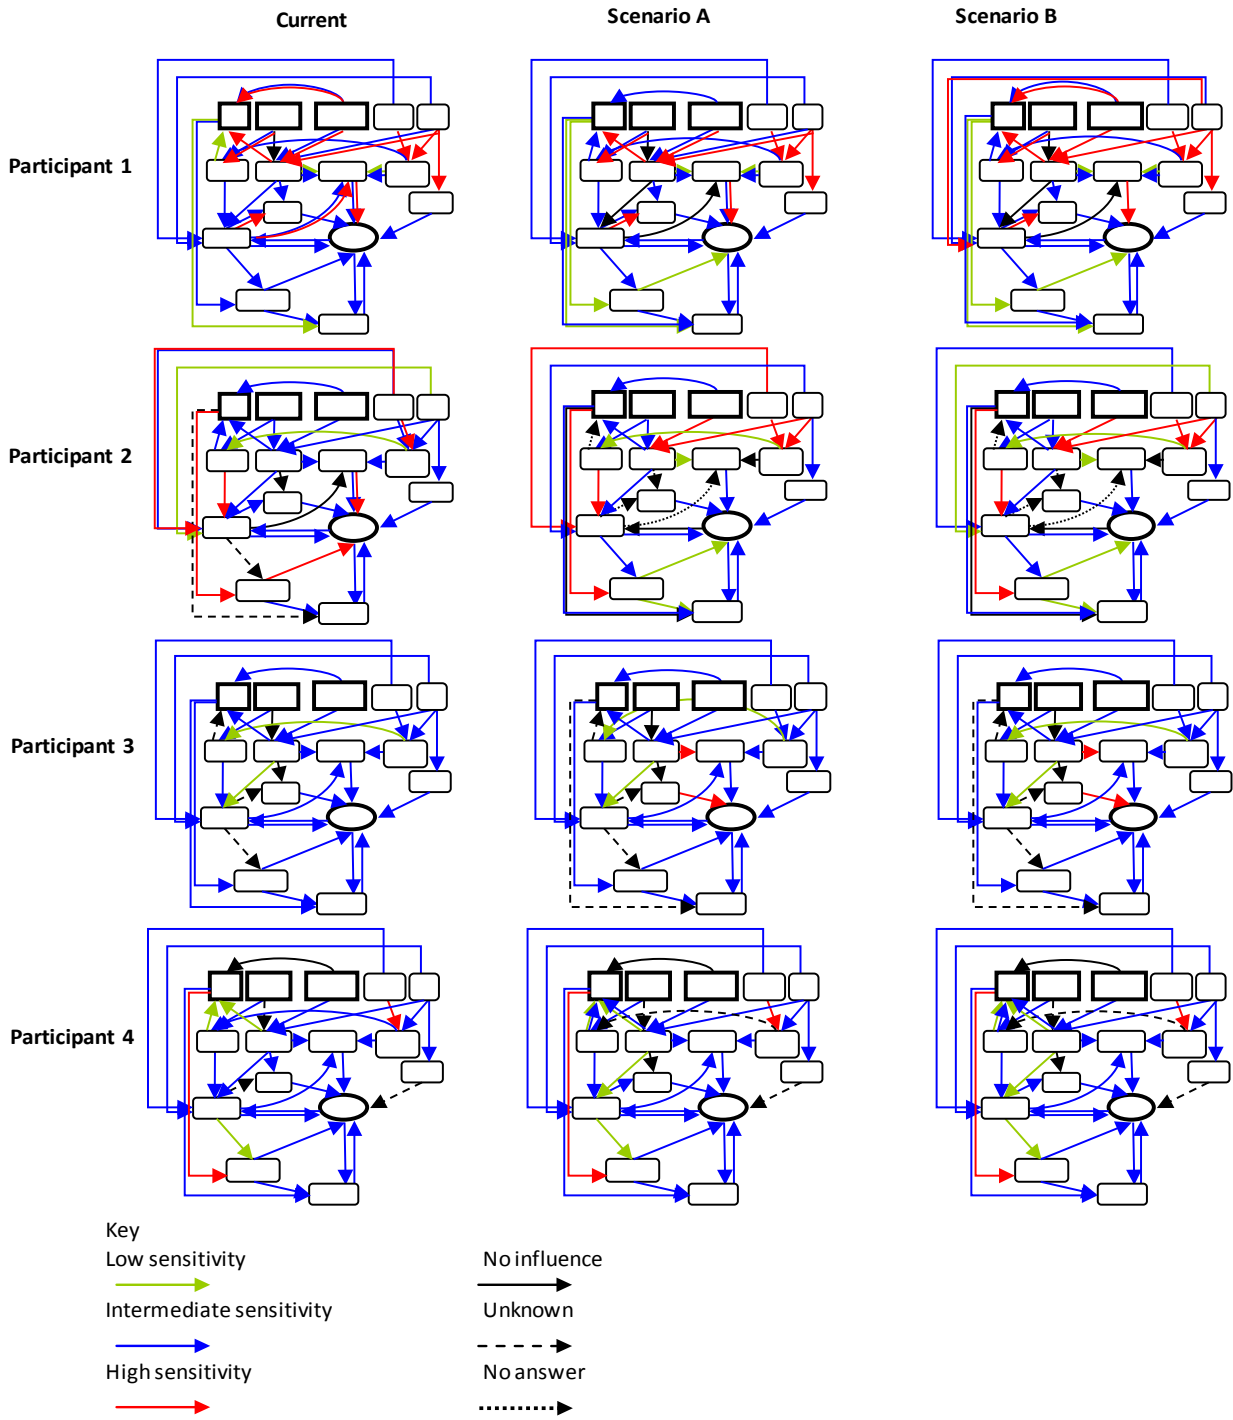 Current Scenario A Scenario B
Participant 1
Participant 2
Participant 3
Participant 4
Key
Low sensitivity No influence
Intermediate sensitivity Unknown
High sensitivity No answer